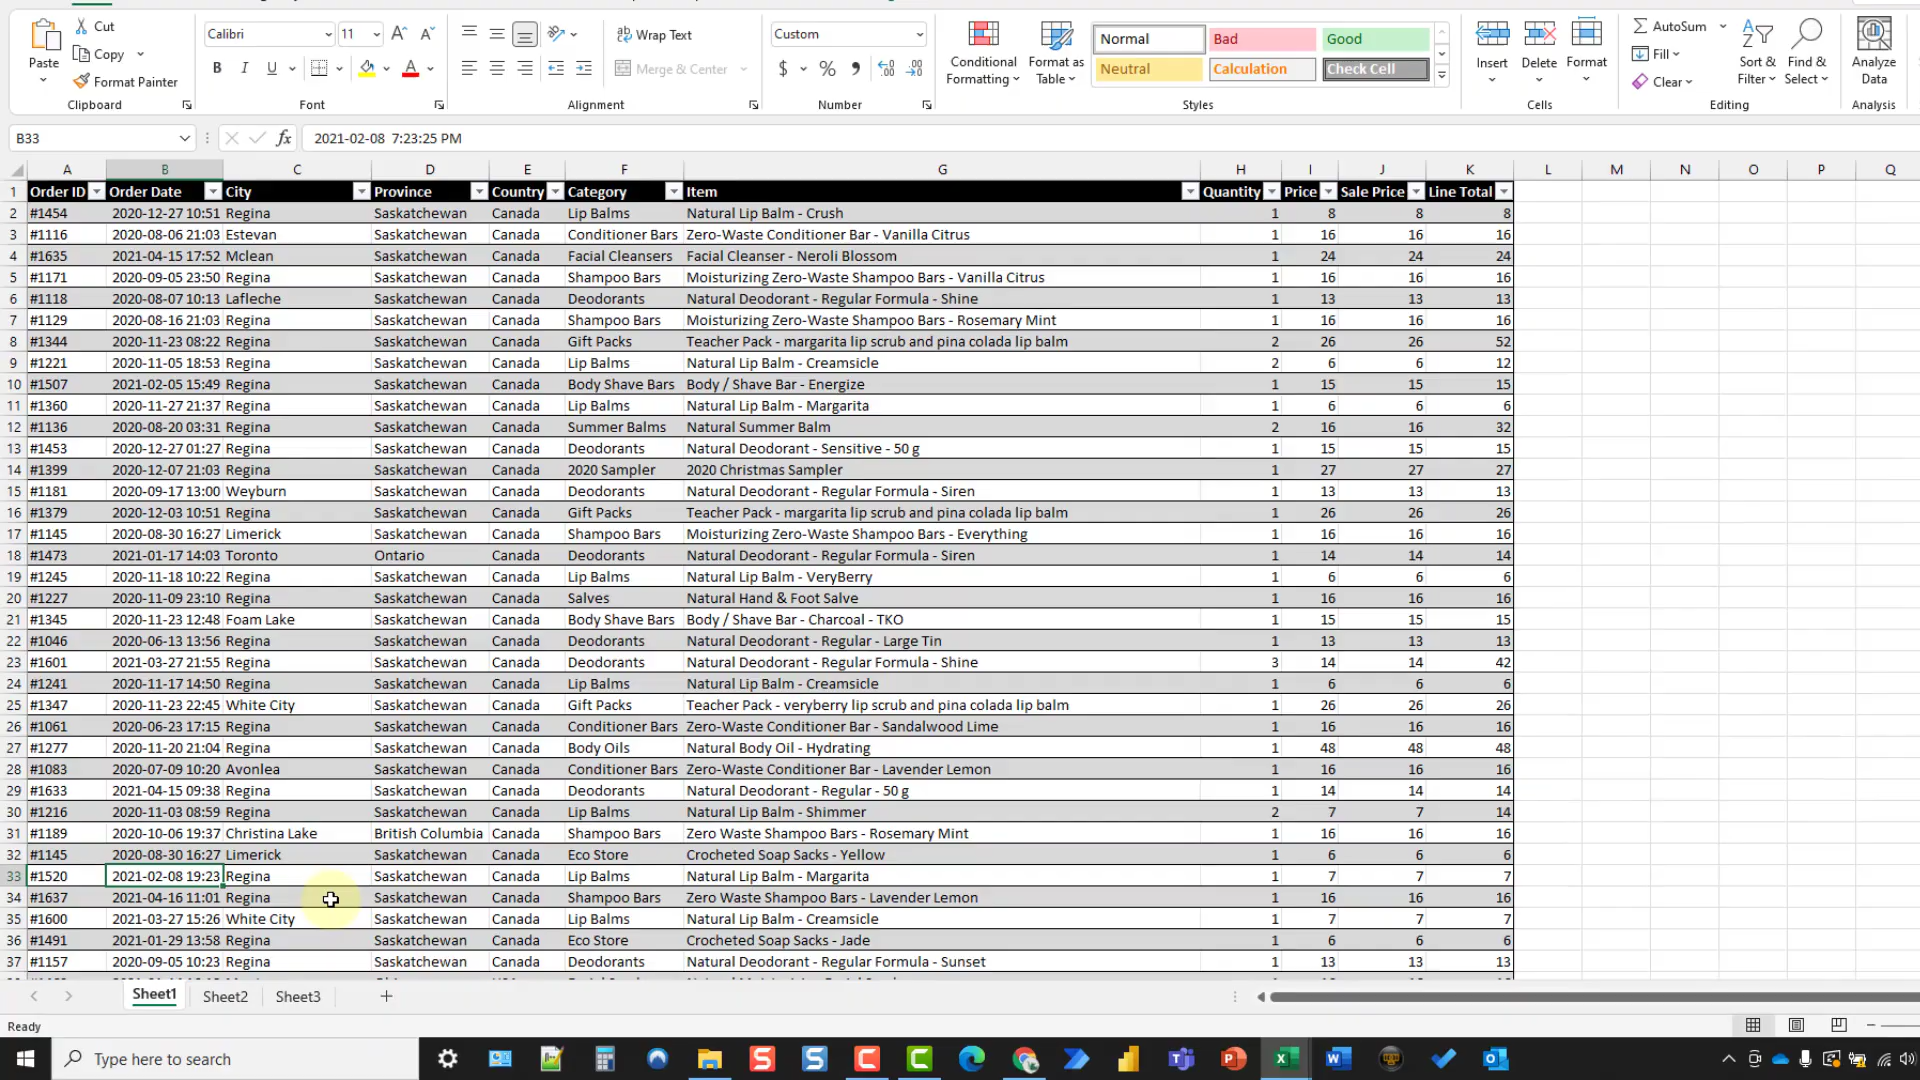 Cut
Copy
Paste
Format Painter
Clipboard
Calibri 11
B I U
Font
Wrap Text
Merge & Center
Alignment
Custom
$ % ,
Number
Conditional Formatting
Format as Table
Normal Bad Good
Neutral Calculation Check Cell
Styles
Insert Delete Format
Cells
AutoSum
Fill
Clear
Sort & Filter
Find & Select
Editing
Analyze Data
Analysis
B33 fx 2021-02-08 7:23:25 PM
A B C D E F G H I J K L M N O P Q
1 Order ID Order Date City Province Country Category Item Quantity Price Sale Price Line Total
2 #1454 2020-12-27 10:51 Regina Saskatchewan Canada Lip Balms Natural Lip Balm - Crush 1 8 8 8
3 #1116 2020-08-06 21:03 Estevan Saskatchewan Canada Conditioner Bars Zero-Waste Conditioner Bar - Vanilla Citrus 1 16 16 16
4 #1635 2021-04-15 17:52 Mclean Saskatchewan Canada Facial Cleansers Facial Cleanser - Neroli Blossom 1 24 24 24
5 #1171 2020-09-05 23:50 Regina Saskatchewan Canada Shampoo Bars Moisturizing Zero-Waste Shampoo Bars - Vanilla Citrus 1 16 16 16
6 #1118 2020-08-07 10:13 Lafleche Saskatchewan Canada Deodorants Natural Deodorant - Regular Formula - Shine 1 13 13 13
7 #1129 2020-08-16 21:03 Regina Saskatchewan Canada Shampoo Bars Moisturizing Zero-Waste Shampoo Bars - Rosemary Mint 1 16 16 16
8 #1344 2020-11-23 08:22 Regina Saskatchewan Canada Gift Packs Teacher Pack - margarita lip scrub and pina colada lip balm 2 26 26 52
9 #1221 2020-11-05 18:53 Regina Saskatchewan Canada Lip Balms Natural Lip Balm - Creamsicle 2 6 6 12
10 #1507 2021-02-05 15:49 Regina Saskatchewan Canada Body Shave Bars Body / Shave Bar - Energize 1 15 15 15
11 #1360 2020-11-27 21:37 Regina Saskatchewan Canada Lip Balms Natural Lip Balm - Margarita 1 6 6 6
12 #1136 2020-08-20 03:31 Regina Saskatchewan Canada Summer Balms Natural Summer Balm 2 16 16 32
13 #1453 2020-12-27 01:27 Regina Saskatchewan Canada Deodorants Natural Deodorant - Sensitive - 50 g 1 15 15 15
14 #1399 2020-12-07 21:03 Regina Saskatchewan Canada 2020 Sampler 2020 Christmas Sampler 1 27 27 27
15 #1181 2020-09-17 13:00 Weyburn Saskatchewan Canada Deodorants Natural Deodorant - Regular Formula - Siren 1 13 13 13
16 #1379 2020-12-03 10:51 Regina Saskatchewan Canada Gift Packs Teacher Pack - margarita lip scrub and pina colada lip balm 1 26 26 26
17 #1145 2020-08-30 16:27 Limerick Saskatchewan Canada Shampoo Bars Moisturizing Zero-Waste Shampoo Bars - Everything 1 16 16 16
18 #1473 2021-01-17 14:03 Toronto Ontario Canada Deodorants Natural Deodorant - Regular Formula - Siren 1 14 14 14
19 #1245 2020-11-18 10:22 Regina Saskatchewan Canada Lip Balms Natural Lip Balm - VeryBerry 1 6 6 6
20 #1227 2020-11-09 23:10 Regina Saskatchewan Canada Salves Natural Hand & Foot Salve 1 16 16 16
21 #1345 2020-11-23 12:48 Foam Lake Saskatchewan Canada Body Shave Bars Body / Shave Bar - Charcoal - TKO 1 15 15 15
22 #1046 2020-06-13 13:56 Regina Saskatchewan Canada Deodorants Natural Deodorant - Regular - Large Tin 1 13 13 13
23 #1601 2021-03-27 21:55 Regina Saskatchewan Canada Deodorants Natural Deodorant - Regular Formula - Shine 3 14 14 42
24 #1241 2020-11-17 14:50 Regina Saskatchewan Canada Lip Balms Natural Lip Balm - Creamsicle 1 6 6 6
25 #1347 2020-11-23 22:45 White City Saskatchewan Canada Gift Packs Teacher Pack - veryberry lip scrub and pina colada lip balm 1 26 26 26
26 #1061 2020-06-23 17:15 Regina Saskatchewan Canada Conditioner Bars Zero-Waste Conditioner Bar - Sandalwood Lime 1 16 16 16
27 #1277 2020-11-20 21:04 Regina Saskatchewan Canada Body Oils Natural Body Oil - Hydrating 1 48 48 48
28 #1083 2020-07-09 10:20 Avonlea Saskatchewan Canada Conditioner Bars Zero-Waste Conditioner Bar - Lavender Lemon 1 16 16 16
29 #1633 2021-04-15 09:38 Regina Saskatchewan Canada Deodorants Natural Deodorant - Regular - 50 g 1 14 14 14
30 #1216 2020-11-03 08:59 Regina Saskatchewan Canada Lip Balms Natural Lip Balm - Shimmer 2 7 7 14
31 #1189 2020-10-06 19:37 Christina Lake British Columbia Canada Shampoo Bars Zero Waste Shampoo Bars - Rosemary Mint 1 16 16 16
32 #1145 2020-08-30 16:27 Limerick Saskatchewan Canada Eco Store Crocheted Soap Sacks - Yellow 1 6 6 6
33 #1520 2021-02-08 19:23 Regina Saskatchewan Canada Lip Balms Natural Lip Balm - Margarita 1 7 7 7
34 #1637 2021-04-16 11:01 Regina Saskatchewan Canada Shampoo Bars Zero Waste Shampoo Bars - Lavender Lemon 1 16 16 16
35 #1600 2021-03-27 15:26 White City Saskatchewan Canada Lip Balms Natural Lip Balm - Creamsicle 1 7 7 7
36 #1491 2021-01-29 13:58 Regina Saskatchewan Canada Eco Store Crocheted Soap Sacks - Jade 1 6 6 6
37 #1157 2020-09-05 10:23 Regina Saskatchewan Canada Deodorants Natural Deodorant - Regular Formula - Sunset 1 13 13 13
Sheet1 Sheet2 Sheet3
Ready
Type here to search